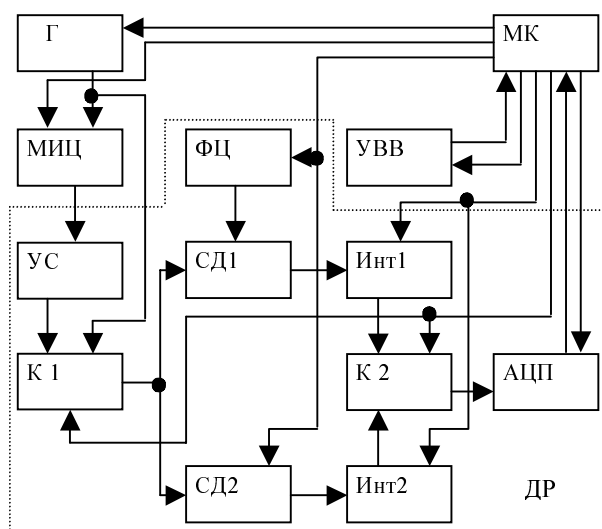 Г
МК
МИЦ
ФЦ
УВВ
УС
СД1
Инт1
К 1
К 2
АЦП
СД2
Инт2
ДР